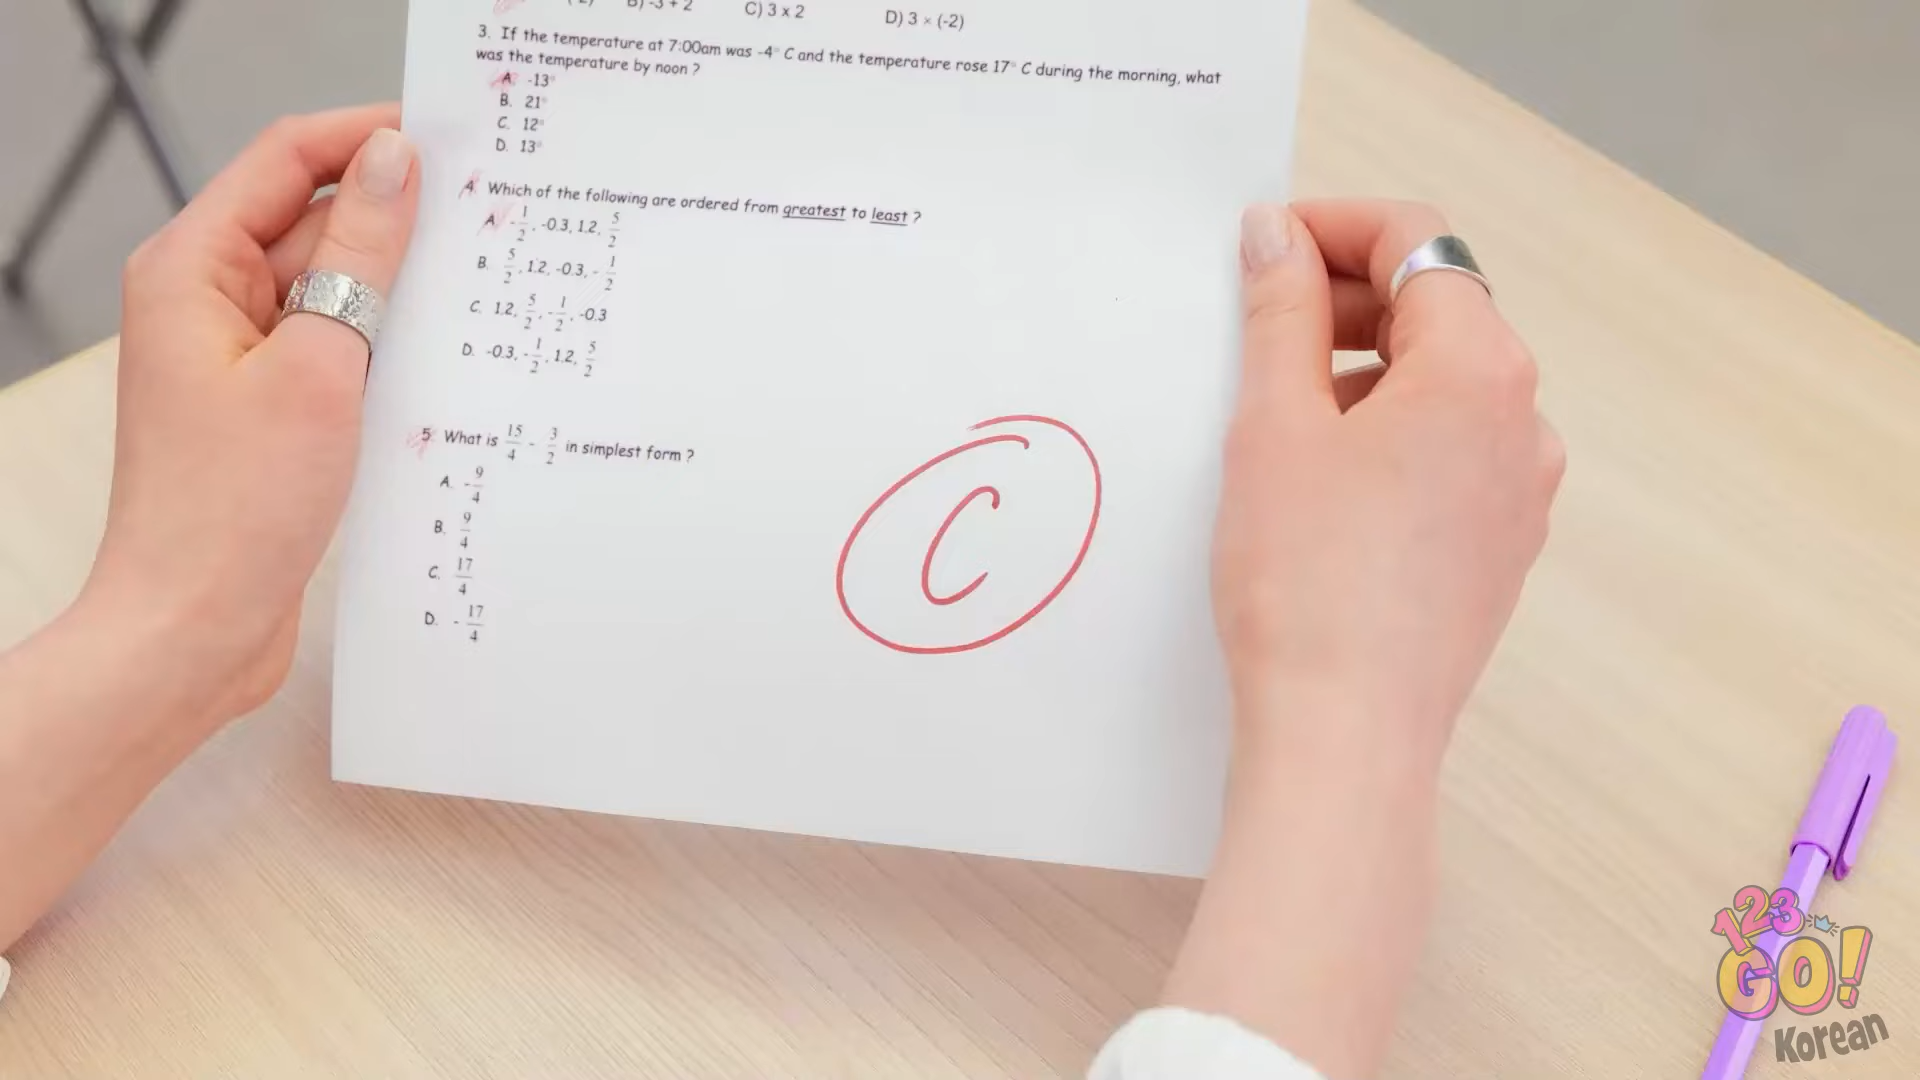 B) -3 + 2 C) 3 x 2 D) 3 × (-2)
3. If the temperature at 7:00am was -4° C and the temperature rose 17° C during the morning, what
was the temperature by noon ?
A. -13°
B. 21°
C. 12°
D. 13°
4. Which of the following are ordered from greatest to least ?
A. -1/2, -0.3, 1.2, 5/2
B. 5/2, 1.2, -0.3, -1/2
C. 1.2, 5/2, -1/2, -0.3
D. -0.3, -1/2, 1.2, 5/2
5. What is 15/4 - 3/2 in simplest form ?
A. -9/4
B. 9/4
C. 17/4
D. -17/4
C
123
GO!
Korean